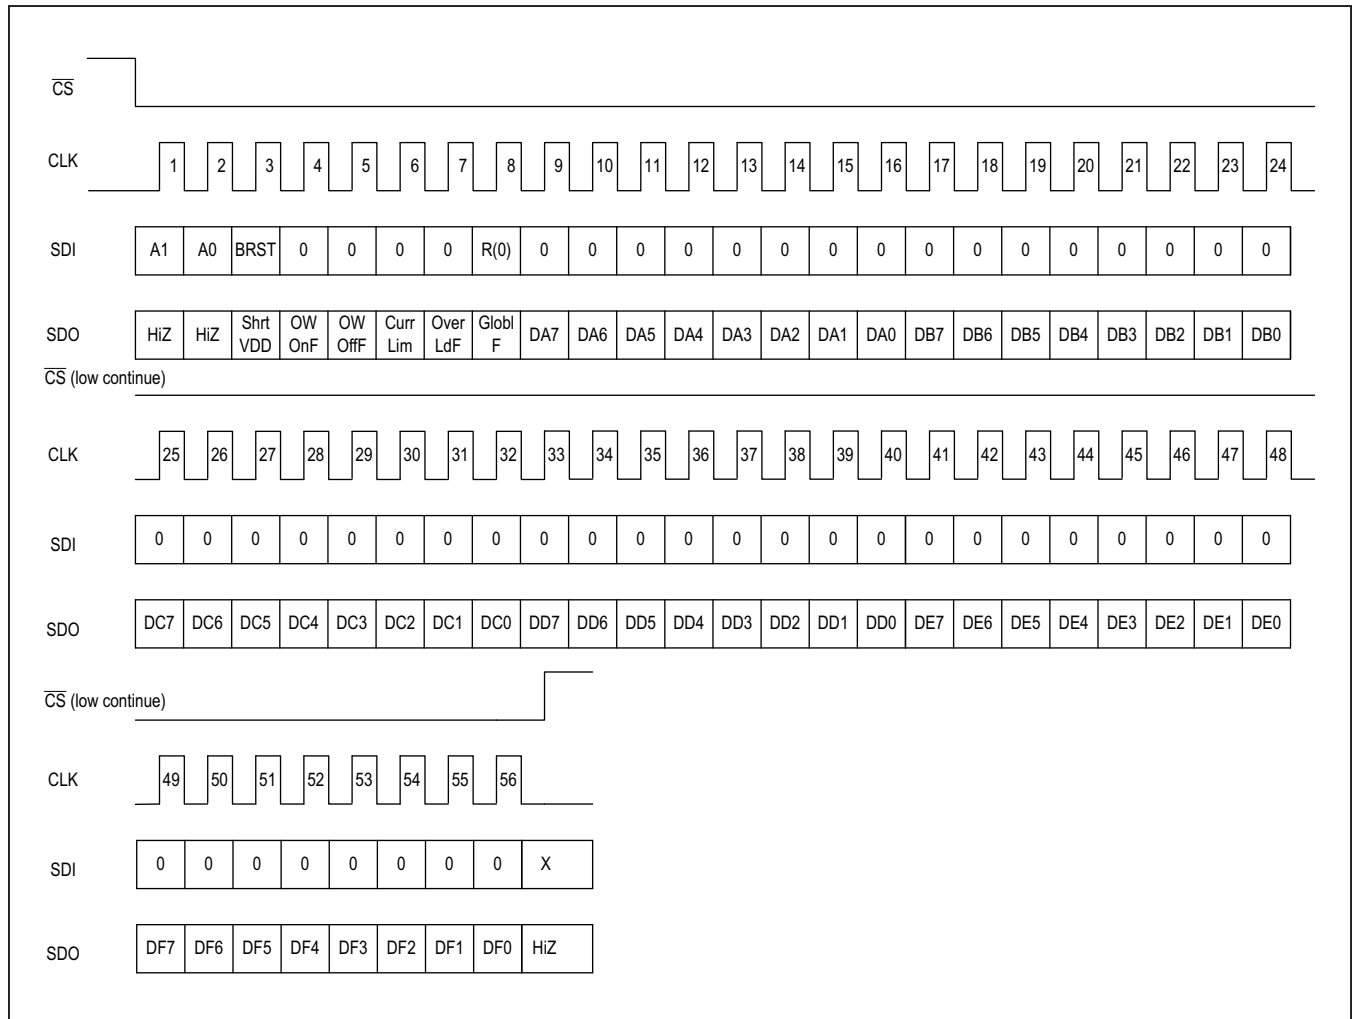 CS
CLK 1 2 3 4 5 6 7 8 9 10 11 12 13 14 15 16 17 18 19 20 21 22 23 24
SDI A1 A0 BRST 0 0 0 0 R(0) 0 0 0 0 0 0 0 0 0 0 0 0 0 0 0 0
SDO HiZ HiZ Shrt VDD OW OnF OW OffF Curr Lim Over LdF Globl F DA7 DA6 DA5 DA4 DA3 DA2 DA1 DA0 DB7 DB6 DB5 DB4 DB3 DB2 DB1 DB0
CS (low continue)
CLK 25 26 27 28 29 30 31 32 33 34 35 36 37 38 39 40 41 42 43 44 45 46 47 48
SDI 0 0 0 0 0 0 0 0 0 0 0 0 0 0 0 0 0 0 0 0 0 0 0 0
SDO DC7 DC6 DC5 DC4 DC3 DC2 DC1 DC0 DD7 DD6 DD5 DD4 DD3 DD2 DD1 DD0 DE7 DE6 DE5 DE4 DE3 DE2 DE1 DE0
CS (low continue)
CLK 49 50 51 52 53 54 55 56
SDI 0 0 0 0 0 0 0 0 X
SDO DF7 DF6 DF5 DF4 DF3 DF2 DF1 DF0 HiZ